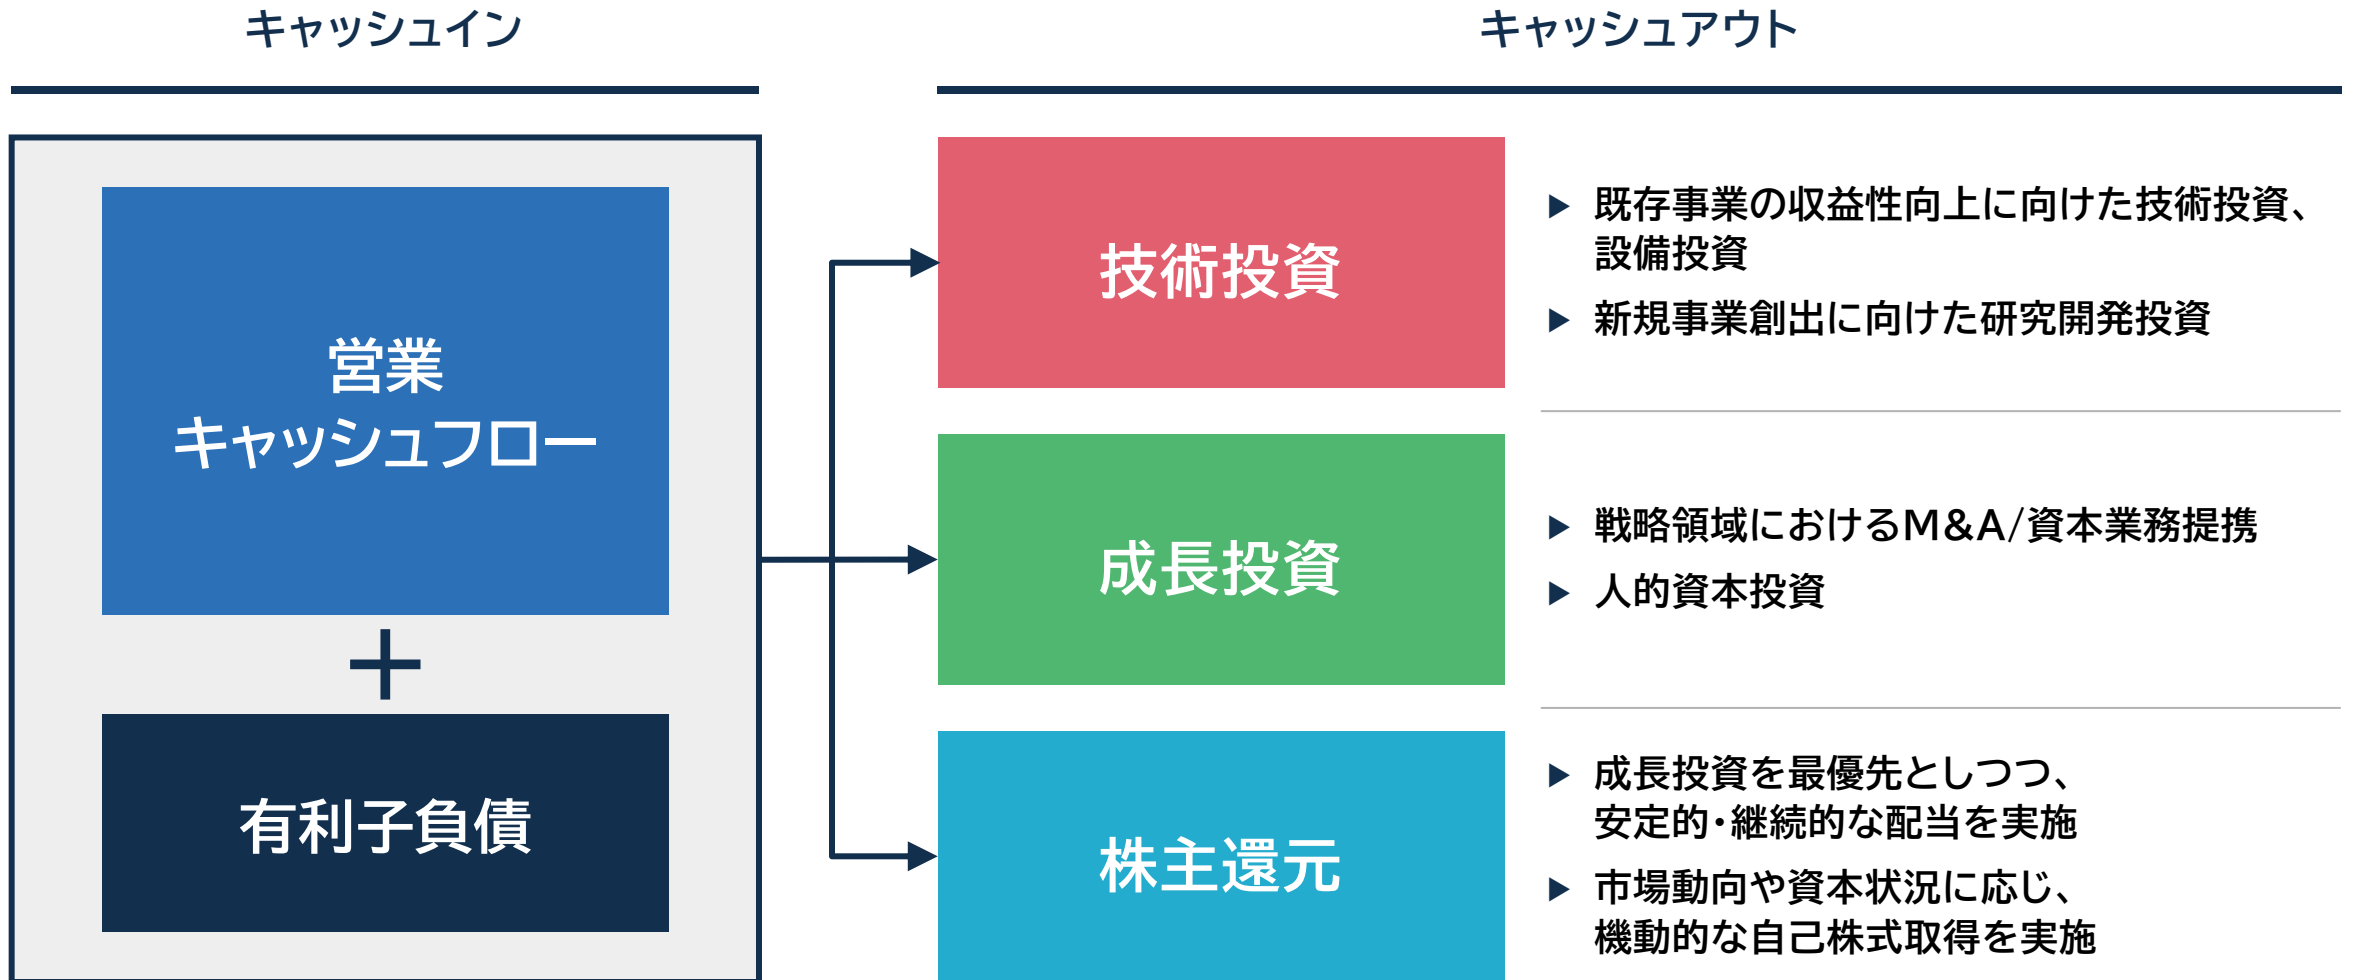 キャッシュイン
キャッシュアウト
営業
キャッシュフロー
+
有利子負債
技術投資
▶ 既存事業の収益性向上に向けた技術投資、
設備投資
▶ 新規事業創出に向けた研究開発投資
成長投資
▶ 戦略領域におけるM&A/資本業務提携
▶ 人的資本投資
株主還元
▶ 成長投資を最優先としつつ、
安定的・継続的な配当を実施
▶ 市場動向や資本状況に応じ、
機動的な自己株式取得を実施